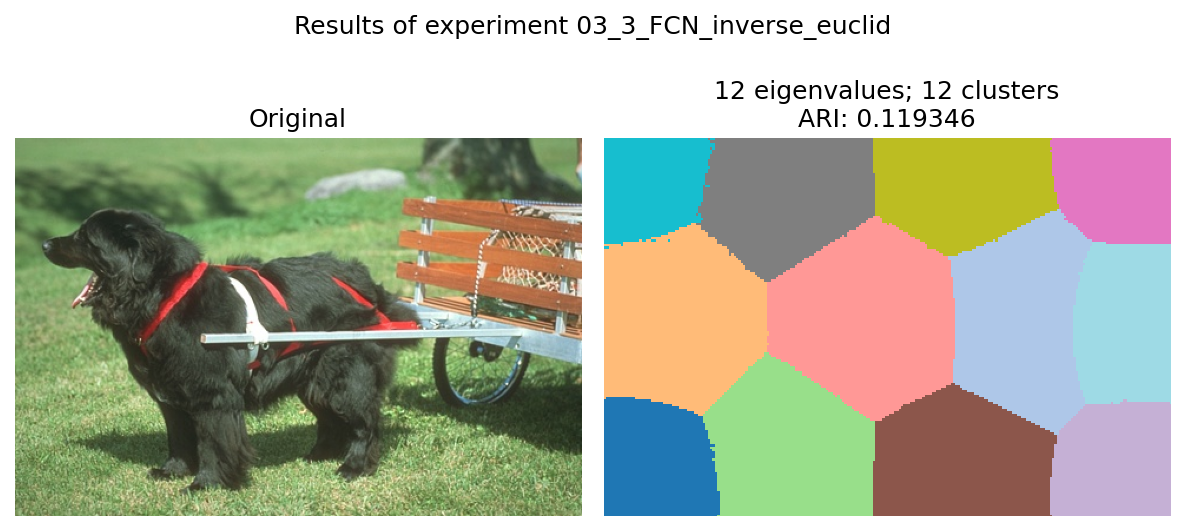 Results of experiment 03_3_FCN_inverse_euclid
Original
12 eigenvalues; 12 clusters
ARI: 0.119346